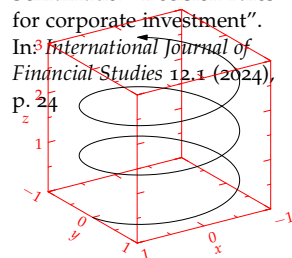 for corporate investment”.
In: International Journal of
Financial Studies 12.1 (2024),
p. 24
3
2
z
1
−1
0
y
1
1
0
x
−1